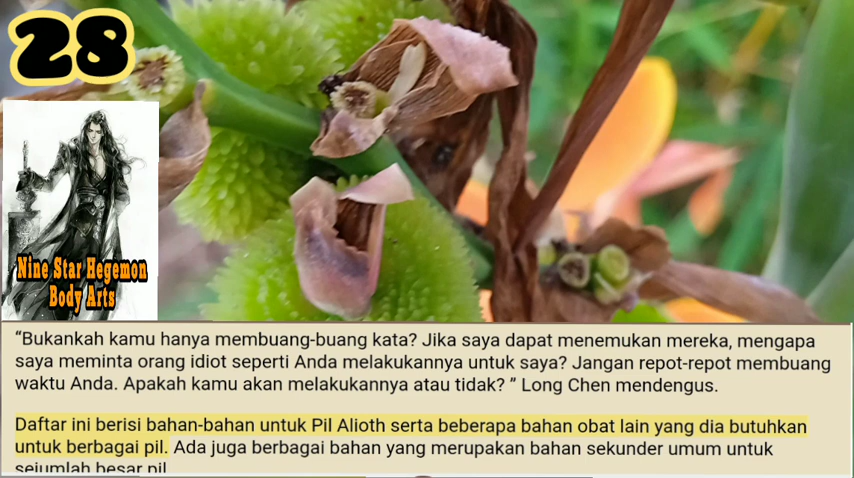 28
Nine Star Hegemon
Body Arts
“Bukankah kamu hanya membuang-buang kata? Jika saya dapat menemukan mereka, mengapa
saya meminta orang idiot seperti Anda melakukannya untuk saya? Jangan repot-repot membuang
waktu Anda. Apakah kamu akan melakukannya atau tidak? ” Long Chen mendengus.
Daftar ini berisi bahan-bahan untuk Pil Alioth serta beberapa bahan obat lain yang dia butuhkan
untuk berbagai pil. Ada juga berbagai bahan yang merupakan bahan sekunder umum untuk
sejumlah besar pil